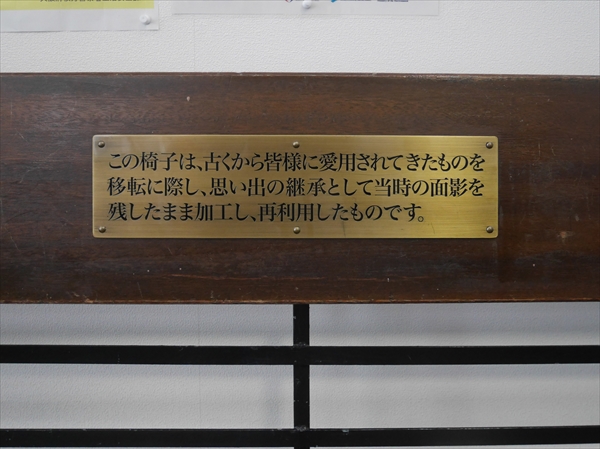 この椅子は、古くから皆様に愛用されてきたものを
移転に際し、思い出の継承として当時の面影を
残したまま加工し、再利用したものです。